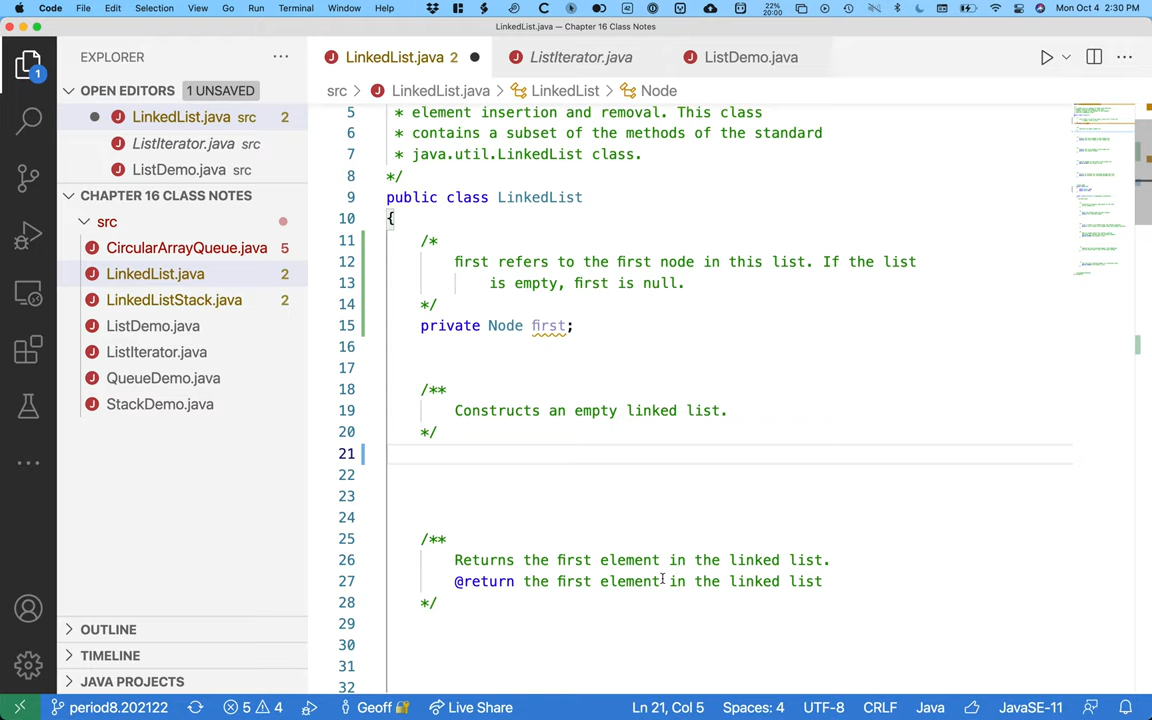 Code File Edit Selection View Go Run Terminal Window Help 22% 20:00 Mon Oct 4 2:30 PM
LinkedList.java — Chapter 16 Class Notes
EXPLORER
OPEN EDITORS 1 UNSAVED
LinkedList.java src 2
ListIterator.java src
ListDemo.java src
CHAPTER 16 CLASS NOTES
src
CircularArrayQueue.java 5
LinkedList.java 2
LinkedListStack.java 2
ListDemo.java
ListIterator.java
QueueDemo.java
StackDemo.java
OUTLINE
TIMELINE
JAVA PROJECTS
1
LinkedList.java 2 ListIterator.java ListDemo.java
src > LinkedList.java > LinkedList > Node
5 * element insertion and removal. This class
6 * contains a subset of the methods of the standard
7 * java.util.LinkedList class.
8 */
9 public class LinkedList
10 {
11 /*
12 first refers to the first node in this list. If the list
13 is empty, first is null.
14 */
15 private Node first;
16
17
18 /**
19 Constructs an empty linked list.
20 */
21
22
23
24
25 /**
26 Returns the first element in the linked list.
27 @return the first element in the linked list
28 */
29
30
31
32
period8.202122 5 4 Geoff Live Share Ln 21, Col 5 Spaces: 4 UTF-8 CRLF Java JavaSE-11